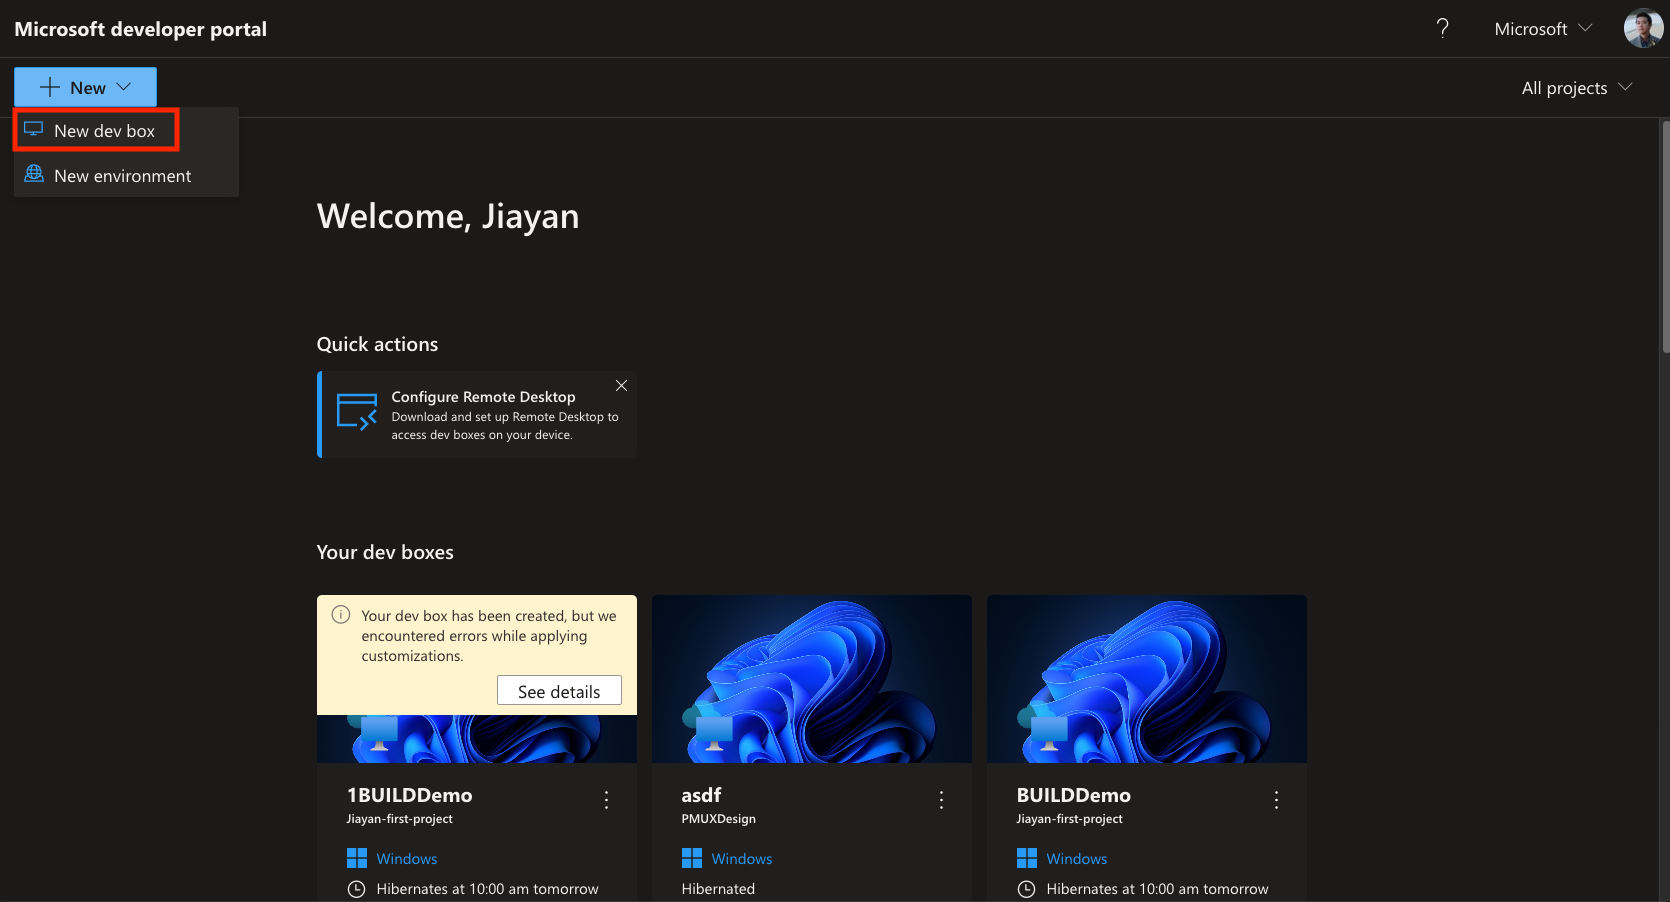 Microsoft developer portal
Microsoft
New
All projects
New dev box
New environment
Welcome, Jiayan
Quick actions
Configure Remote Desktop
Download and set up Remote Desktop to
access dev boxes on your device.
Your dev boxes
Your dev box has been created, but we
encountered errors while applying
customizations.
See details
1BUILDDemo
Jiayan-first-project
Windows
Hibernates at 10:00 am tomorrow
asdf
PMUXDesign
Windows
Hibernated
BUILDDemo
Jiayan-first-project
Windows
Hibernates at 10:00 am tomorrow